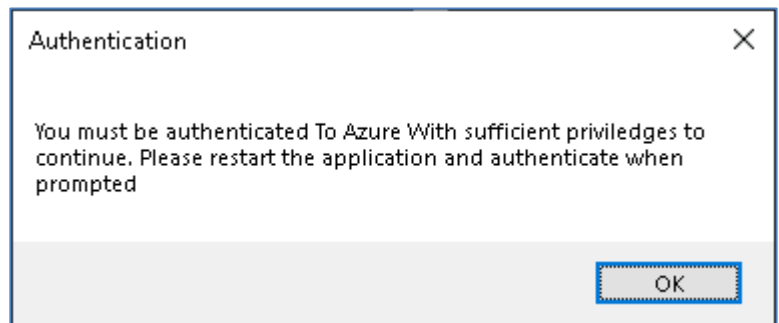 Authentication
You must be authenticated To Azure With sufficient priviledges to
continue. Please restart the application and authenticate when
prompted
OK